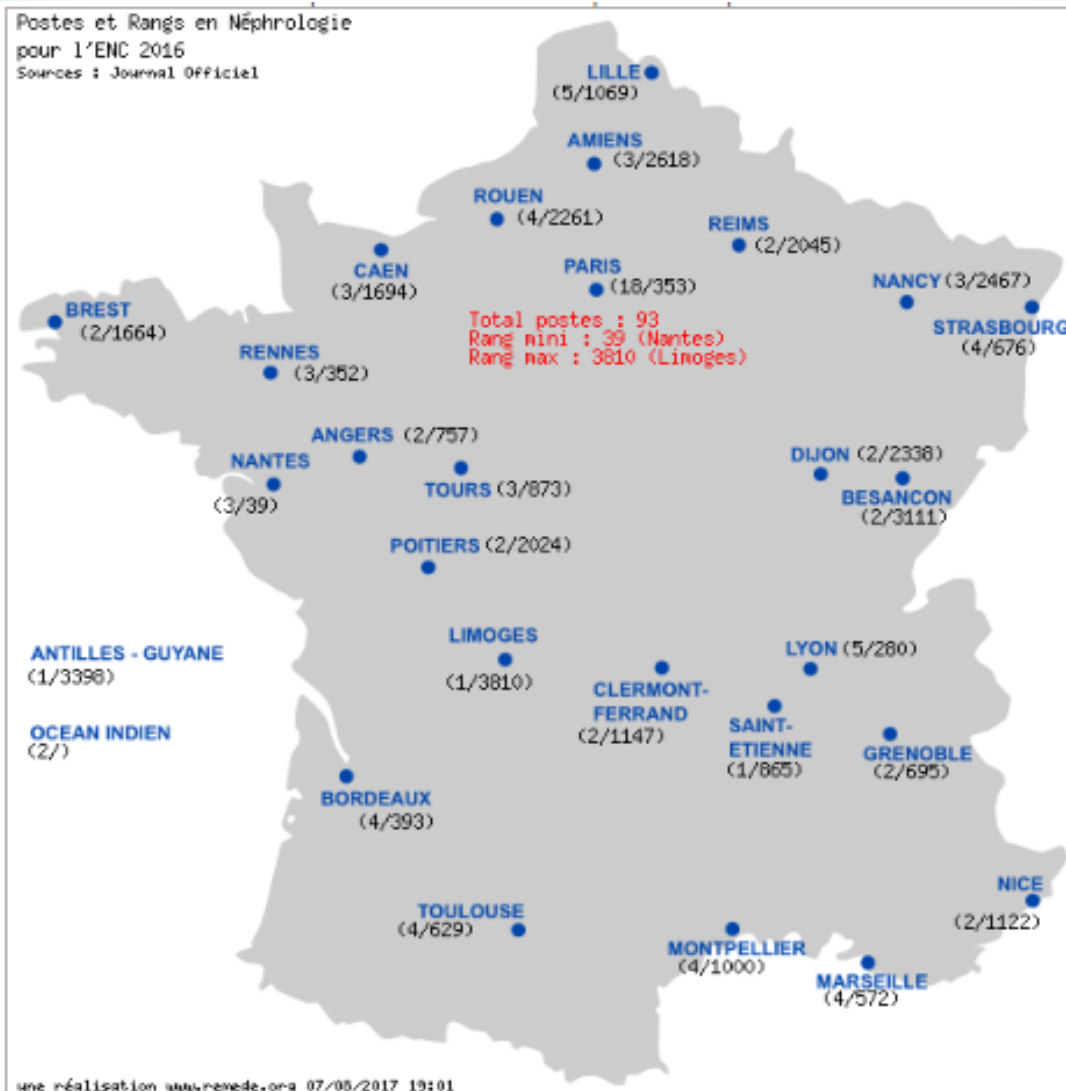 Postes et Rangs en Néphrologie
pour l'ENC 2016
Sources : Journal Officiel
LILLE
(5/1069)
AMIENS
(3/2618)
ROUEN
(4/2261)
REIMS
(2/2045)
CAEN
(3/1694)
PARIS
(18/353)
NANCY (3/2467)
BREST
(2/1664)
STRASBOURG
(4/676)
Total postes : 93
Rang mini : 39 (Nantes)
Rang max : 3810 (Limoges)
RENNES
(3/352)
ANGERS (2/757)
NANTES
(3/39)
TOURS (3/873)
DIJON (2/2338)
BESANCON
(2/3111)
POITIERS (2/2024)
LIMOGES
(1/3810)
LYON (5/280)
ANTILLES - GUYANE
(1/3398)
CLERMONT-
FERRAND
(2/1147)
SAINT-
ETIENNE
(1/865)
GRENOBLE
(2/695)
OCEAN INDIEN
(2/)
BORDEAUX
(4/393)
NICE
(2/1122)
TOULOUSE
(4/629)
MONTPELLIER
(4/1000)
MARSEILLE
(4/572)
une réalisation www.remede.org 07/08/2017 19:01